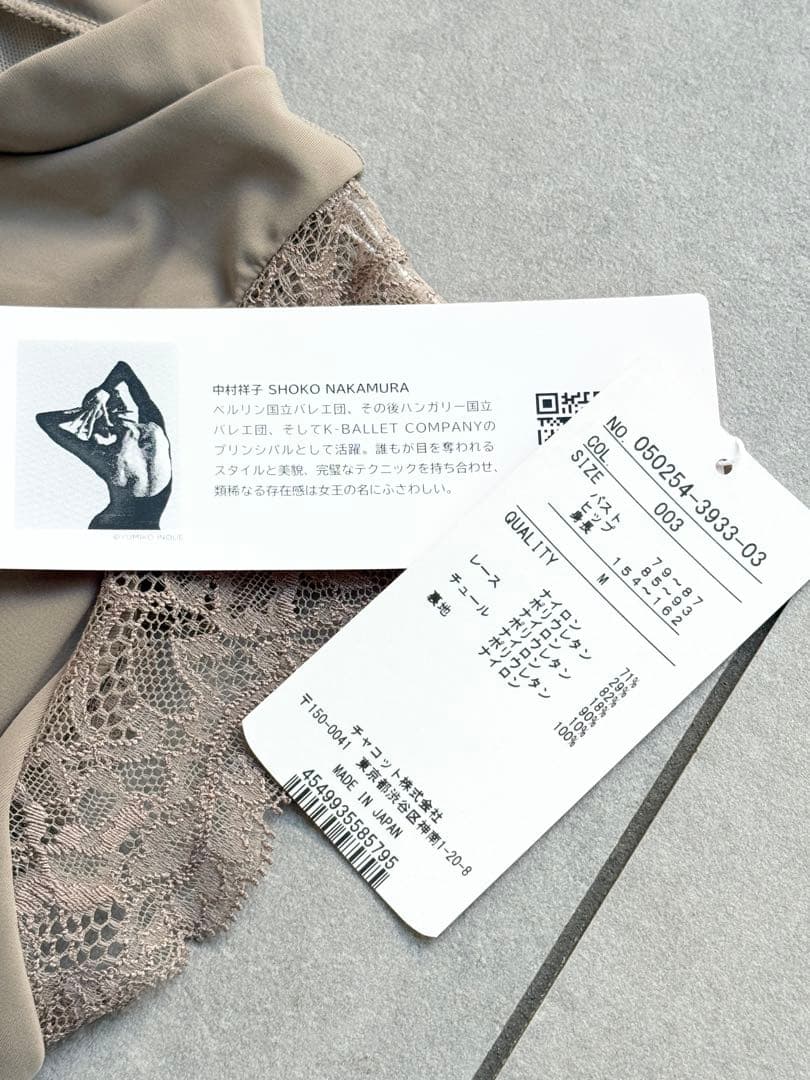 中村祥子 SHOKO NAKAMURA
ベルリン国立バレエ団、その後ハンガリー国立
バレエ団、そしてK-BALLET COMPANYの
プリンシパルとして活躍。誰もが目を奪われる
スタイルと美貌、完璧なテクニックを持ち合わせ、
類稀なる存在感は女王の名にふさわしい。
©YUMIKO INOUE
NO. 050254-3933-03
COL. 003
SIZE
バスト 79~87
ヒップ 85~93
身長 154~162
M
QUALITY
ナイロン 71%
レース ポリウレタン 29%
ナイロン 82%
チュール ポリウレタン 18%
ナイロン 90%
裏地 ポリウレタン 10%
ナイロン 100%
チャコット株式会社
〒150-0041 東京都渋谷区神南1-20-8
MADE IN JAPAN
4549935585795